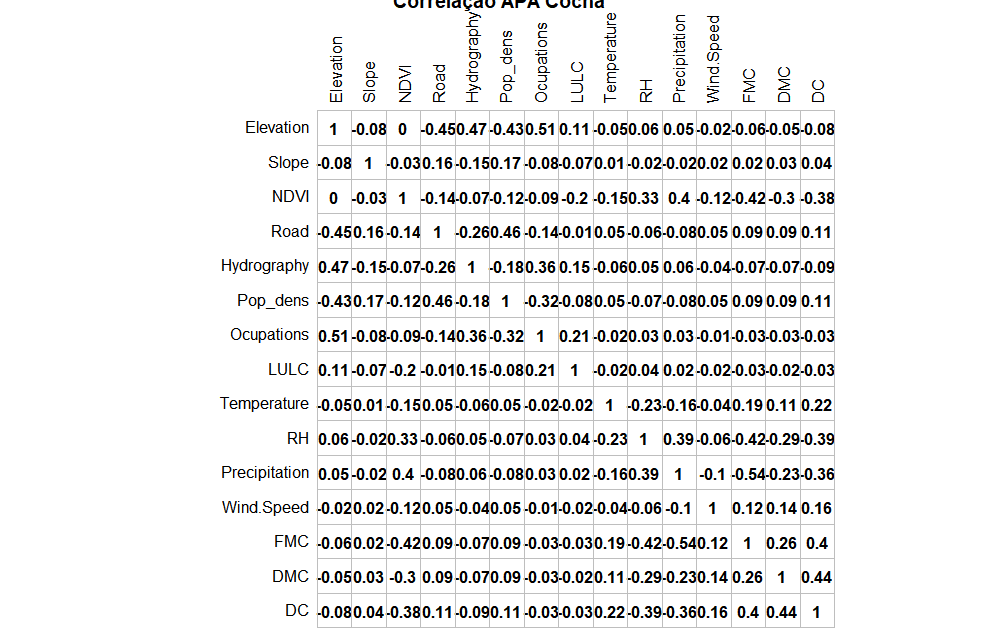 Correlação APA Cocha
Elevation Slope NDVI Road Hydrography Pop_dens Ocupations LULC Temperature RH Precipitation Wind.Speed FMC DMC DC
Elevation 1 -0.08 0 -0.45 0.47 -0.43 0.51 0.11 -0.05 0.06 0.05 -0.02 -0.06 -0.05 -0.08
Slope -0.08 1 -0.03 0.16 -0.15 0.17 -0.08 -0.07 0.01 -0.02 -0.02 0.02 0.02 0.03 0.04
NDVI 0 -0.03 1 -0.14 -0.07 -0.12 -0.09 -0.2 -0.15 0.33 0.4 -0.12 -0.42 -0.3 -0.38
Road -0.45 0.16 -0.14 1 -0.26 0.46 -0.14 -0.01 0.05 -0.06 -0.08 0.05 0.09 0.09 0.11
Hydrography 0.47 -0.15 -0.07 -0.26 1 -0.18 0.36 0.15 -0.06 0.05 0.06 -0.04 -0.07 -0.07 -0.09
Pop_dens -0.43 0.17 -0.12 0.46 -0.18 1 -0.32 -0.08 0.05 -0.07 -0.08 0.05 0.09 0.09 0.11
Ocupations 0.51 -0.08 -0.09 -0.14 0.36 -0.32 1 0.21 -0.02 0.03 0.03 -0.01 -0.03 -0.03 -0.03
LULC 0.11 -0.07 -0.2 -0.01 0.15 -0.08 0.21 1 -0.02 0.04 0.02 -0.02 -0.03 -0.02 -0.03
Temperature -0.05 0.01 -0.15 0.05 -0.06 0.05 -0.02 -0.02 1 -0.23 -0.16 -0.04 0.19 0.11 0.22
RH 0.06 -0.02 0.33 -0.06 0.05 -0.07 0.03 0.04 -0.23 1 0.39 -0.06 -0.42 -0.29 -0.39
Precipitation 0.05 -0.02 0.4 -0.08 0.06 -0.08 0.03 0.02 -0.16 0.39 1 -0.1 -0.54 -0.23 -0.36
Wind.Speed -0.02 0.02 -0.12 0.05 -0.04 0.05 -0.01 -0.02 -0.04 -0.06 -0.1 1 0.12 0.14 0.16
FMC -0.06 0.02 -0.42 0.09 -0.07 0.09 -0.03 -0.03 0.19 -0.42 -0.54 0.12 1 0.26 0.4
DMC -0.05 0.03 -0.3 0.09 -0.07 0.09 -0.03 -0.02 0.11 -0.29 -0.23 0.14 0.26 1 0.44
DC -0.08 0.04 -0.38 0.11 -0.09 0.11 -0.03 -0.03 0.22 -0.39 -0.36 0.16 0.4 0.44 1